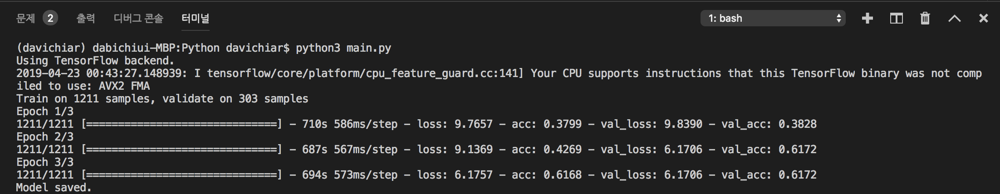 문제 2 출력 디버그 콘솔 터미널 1: bash
(davichiar) dabichiui-MBP:Python davichiar$ python3 main.py
Using TensorFlow backend.
2019-04-23 00:43:27.148939: I tensorflow/core/platform/cpu_feature_guard.cc:141] Your CPU supports instructions that this TensorFlow binary was not comp
iled to use: AVX2 FMA
Train on 1211 samples, validate on 303 samples
Epoch 1/3
1211/1211 [==============================] - 710s 586ms/step - loss: 9.7657 - acc: 0.3799 - val_loss: 9.8390 - val_acc: 0.3828
Epoch 2/3
1211/1211 [==============================] - 687s 567ms/step - loss: 9.1369 - acc: 0.4269 - val_loss: 6.1706 - val_acc: 0.6172
Epoch 3/3
1211/1211 [==============================] - 694s 573ms/step - loss: 6.1757 - acc: 0.6168 - val_loss: 6.1706 - val_acc: 0.6172
Model saved.